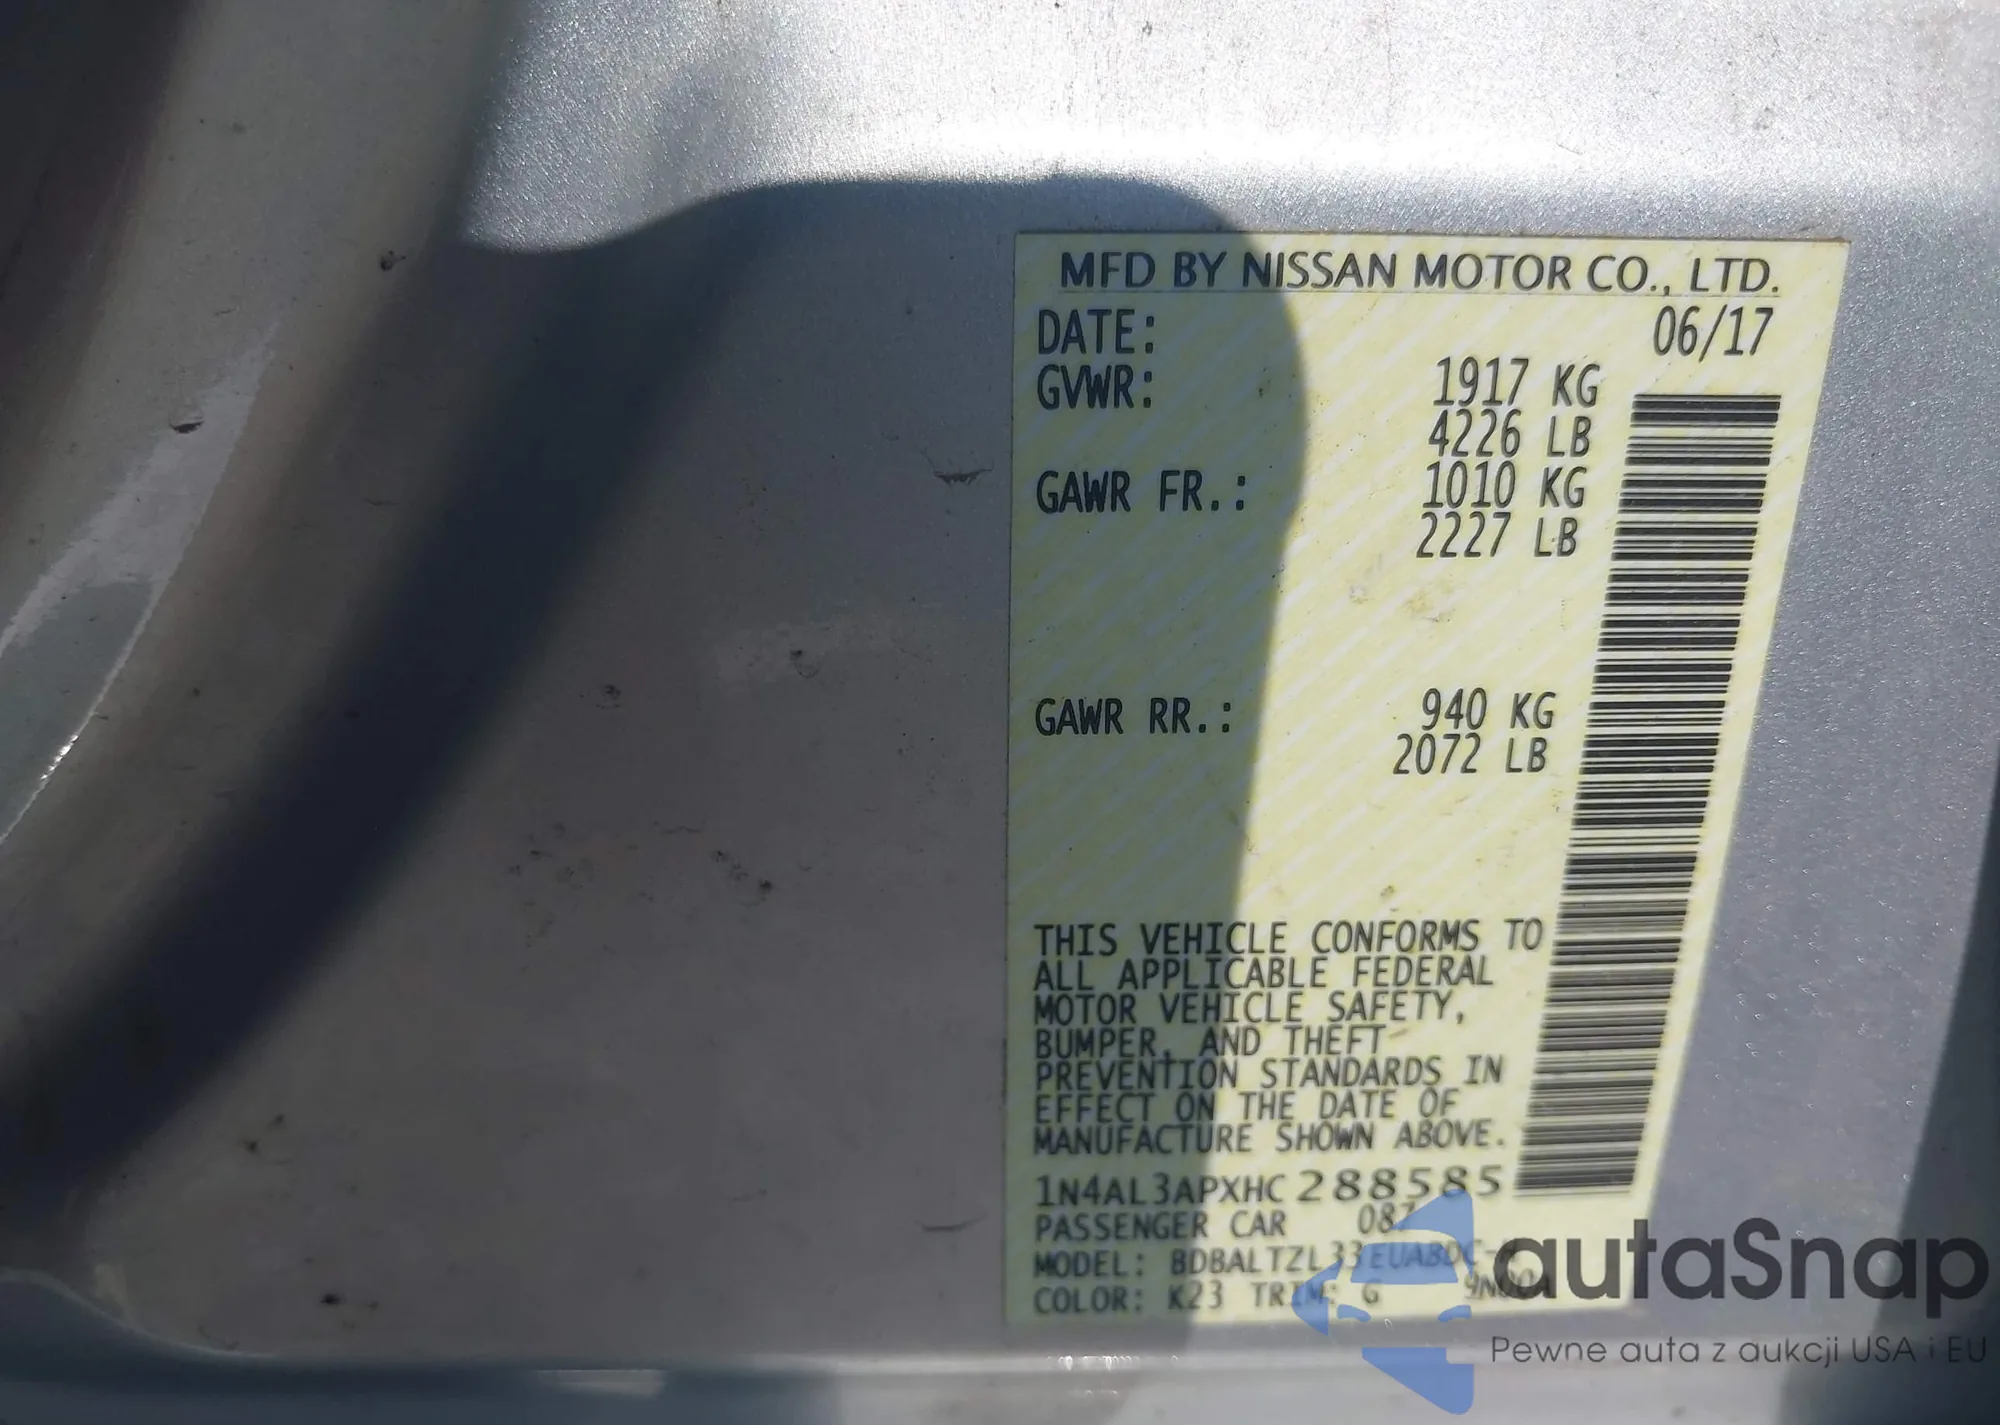 MFD BY NISSAN MOTOR CO., LTD.
DATE: 06/17
GVWR: 1917 KG
4226 LB
GAWR FR.: 1010 KG
2227 LB
GAWR RR.: 940 KG
2072 LB
THIS VEHICLE CONFORMS TO
ALL APPLICABLE FEDERAL
MOTOR VEHICLE SAFETY,
BUMPER, AND THEFT
PREVENTION STANDARDS IN
EFFECT ON THE DATE OF
MANUFACTURE SHOWN ABOVE.
1N4AL3APXHC288585
PASSENGER CAR
MODEL:
COLOR: K23 TRIM: G
autaSnap
Pewne auta z aukcji USA i EU